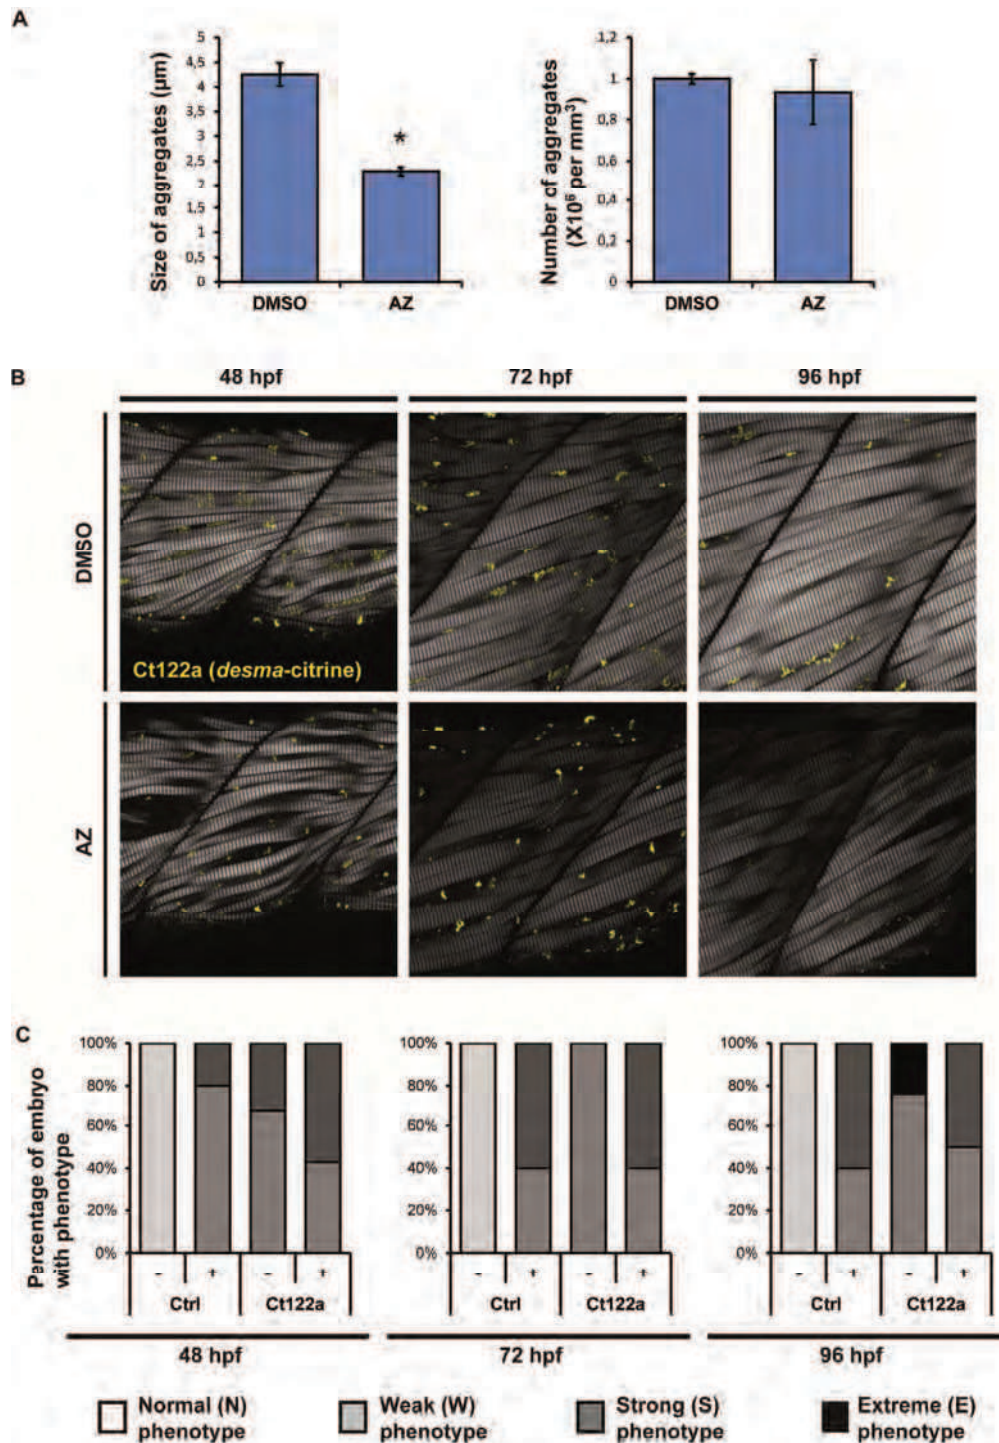 A
Size of aggregates (µm)
5
4,5
4
3,5
3
2,5
2
1,5
1
0,5
0
*
DMSO
AZ
Number of aggregates
(X10⁶ per mm³)
1,2
1
0,8
0,6
0,4
0,2
0
DMSO
AZ
B
48 hpf
72 hpf
96 hpf
DMSO
Ct122a (desma-citrine)
AZ
C
Percentage of embryo
with phenotype
100%
80%
60%
40%
20%
0%
- + - +
Ctrl Ct122a
48 hpf
100%
80%
60%
40%
20%
0%
- + - +
Ctrl Ct122a
72 hpf
100%
80%
60%
40%
20%
0%
- + - +
Ctrl Ct122a
96 hpf
Normal (N)
phenotype
Weak (W)
phenotype
Strong (S)
phenotype
Extreme (E)
phenotype